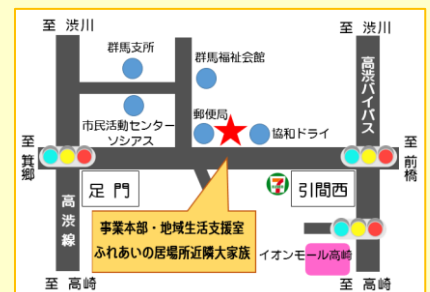 至 渋川
至 渋川
群馬支所
群馬福祉会館
高渋バイパス
郵便局
市民活動センター
ソシアス
協和ドライ
至 箕郷
至 前橋
高渋線
足門
引間西
7
事業本部・地域生活支援室
ふれあいの居場所近隣大家族
イオンモール高崎
至 高崎
至 高崎